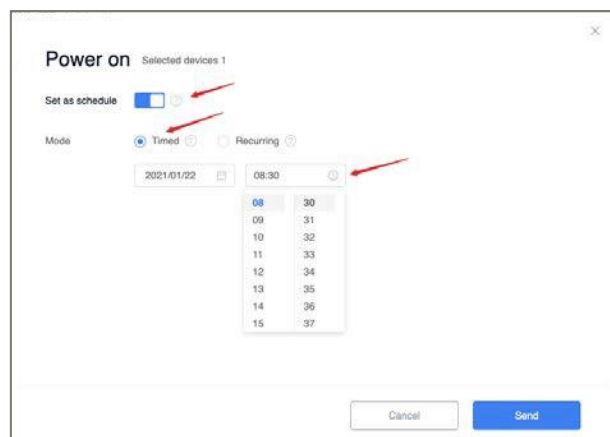 Power on Selected devices 1
Set as schedule
Mode Timed Recurring
2021/01/22 08:30
08 30
09 31
10 32
11 33
12 34
13 35
14 36
15 37
Cancel Send